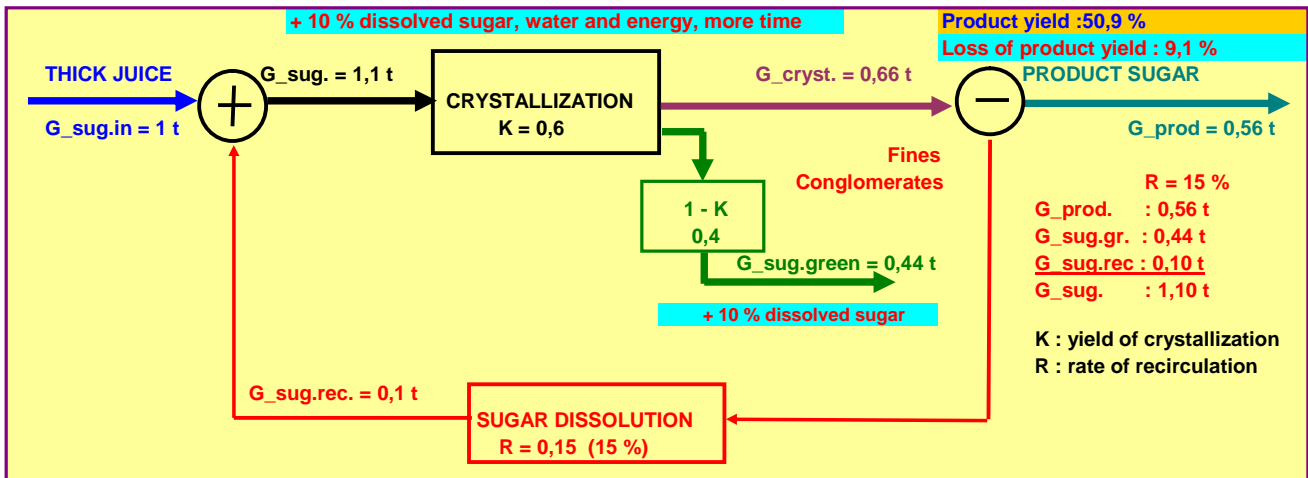 + 10 % dissolved sugar, water and energy, more time
Product yield :50,9 %
Loss of product yield : 9,1 %
THICK JUICE
G_sug. = 1,1 t
G_cryst. = 0,66 t
PRODUCT SUGAR
+
CRYSTALLIZATION
K = 0,6
−
G_sug.in = 1 t
G_prod = 0,56 t
Fines
Conglomerates
R = 15 %
1 - K
0,4
G_prod. : 0,56 t
G_sug.gr. : 0,44 t
G_sug.rec : 0,10 t
G_sug. : 1,10 t
G_sug.green = 0,44 t
+ 10 % dissolved sugar
K : yield of crystallization
R : rate of recirculation
G_sug.rec. = 0,1 t
SUGAR DISSOLUTION
R = 0,15 (15 %)